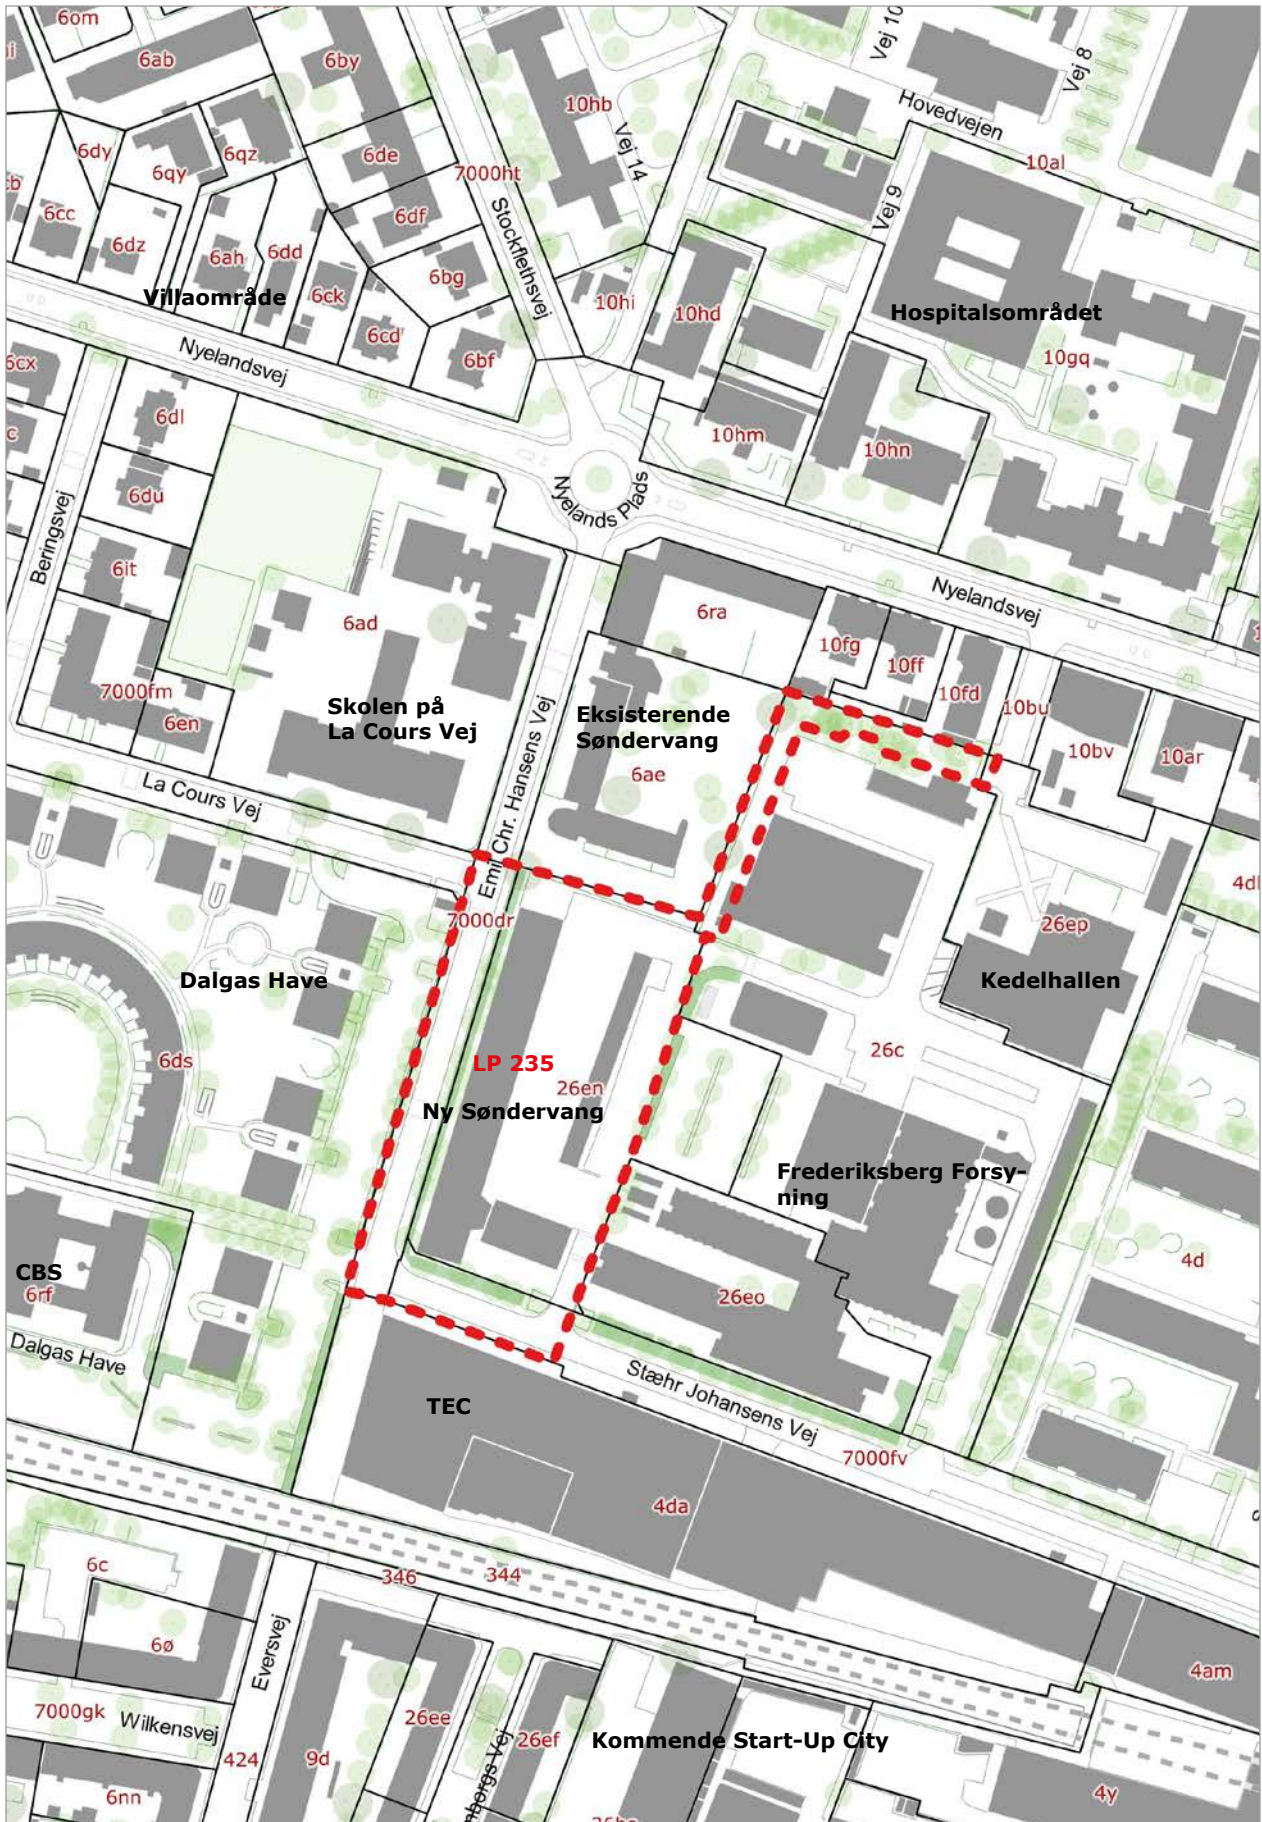 6om
Vej 10
6ab
6by
Vej 8
10hb
Hovedvejen
Vej 14
6dy
6qy
6qz
6de
7000ht
10al
6cc
6dz
6df
Stockflethsvej
Vej 9
6ah
6dd
6bg
Villaområde
6ck
10hi
10hd
Hospitalsområdet
6cx
Nyelandsvej
6cd
6bf
10gq
6dl
10hm
10hn
6du
Nyelands Plads
Beringsvej
6it
Nyelandsvej
6ad
6ra
10fg
10ff
7000fm
6en
10fd
10bu
Skolen på
La Cours Vej
Eksisterende
Søndervang
Emil Chr. Hansens Vej
6ae
10bv
10ar
La Cours Vej
7000dr
26ep
Dalgas Have
Kedelhallen
6ds
LP 235
26en
26c
Ny Søndervang
Frederiksberg Forsy-
ning
CBS
6rf
4d
26eo
Dalgas Have
Stæhr Johansens Vej
TEC
7000fv
4da
6c
346
344
6ø
Eversvej
4am
7000gk
Wilkensvej
26ee
26ef
Kommende Start-Up City
424
9d
4y
6nn